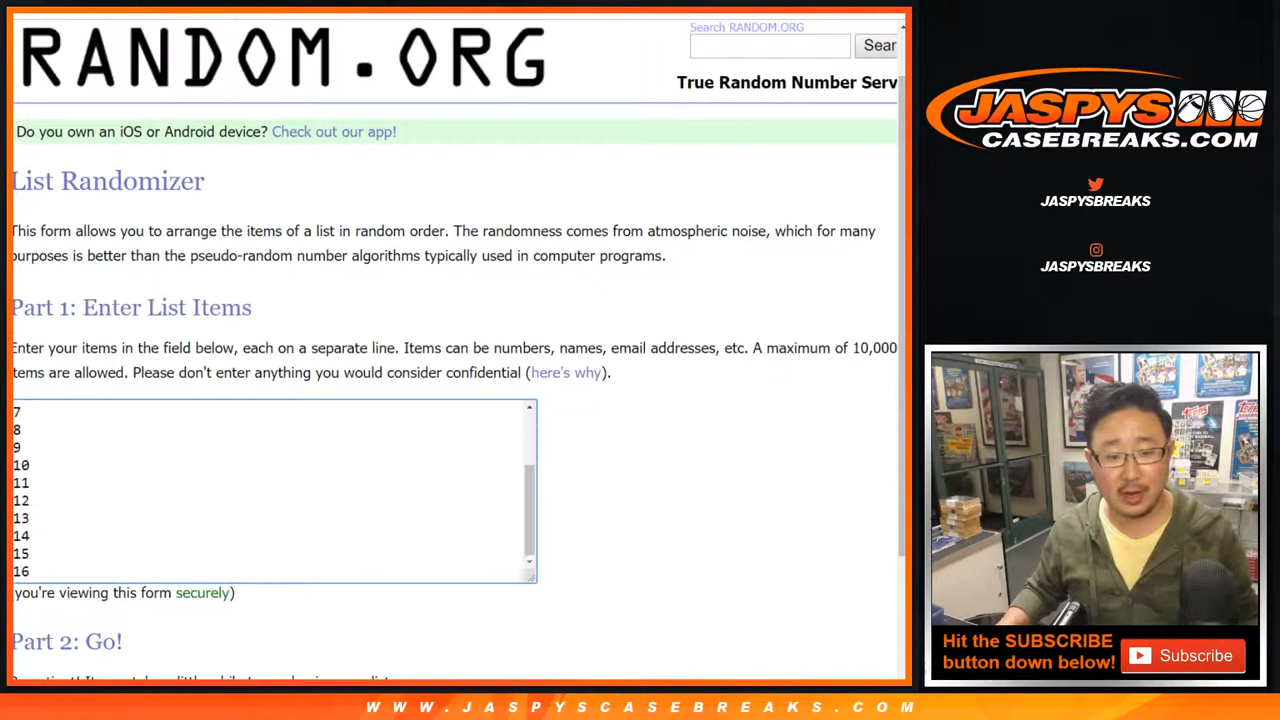 RANDOM.ORG
Search RANDOM.ORG
Sear
True Random Number Serv
Do you own an iOS or Android device? Check out our app!
List Randomizer
This form allows you to arrange the items of a list in random order. The randomness comes from atmospheric noise, which for many
purposes is better than the pseudo-random number algorithms typically used in computer programs.
Part 1: Enter List Items
Enter your items in the field below, each on a separate line. Items can be numbers, names, email addresses, etc. A maximum of 10,000
items are allowed. Please don't enter anything you would consider confidential (here's why).
7
8
9
10
11
12
13
14
15
16
(you're viewing this form securely)
Part 2: Go!
JASPYS
CASEBREAKS.COM
JASPYSBREAKS
JASPYSBREAKS
TOPPS
Hit the SUBSCRIBE
button down below!
Subscribe
WWW.JASPYSCASEBREAKS.COM